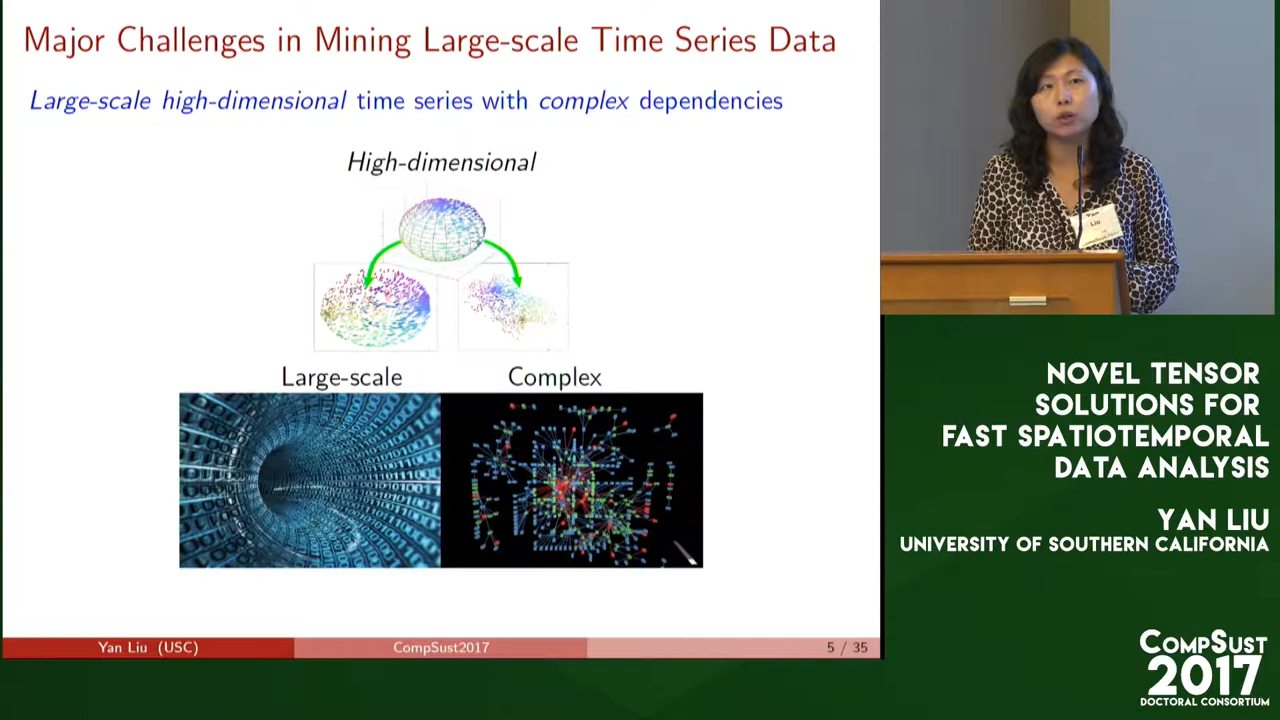 Major Challenges in Mining Large-scale Time Series Data
Large-scale high-dimensional time series with complex dependencies
High-dimensional
Large-scale
Complex
Yan Liu (USC)
CompSust2017
5 / 35
Yan
Liu
NOVEL TENSOR
SOLUTIONS FOR
FAST SPATIOTEMPORAL
DATA ANALYSIS
YAN LIU
UNIVERSITY OF SOUTHERN CALIFORNIA
COMPSUST
2017
DOCTORAL CONSORTIUM